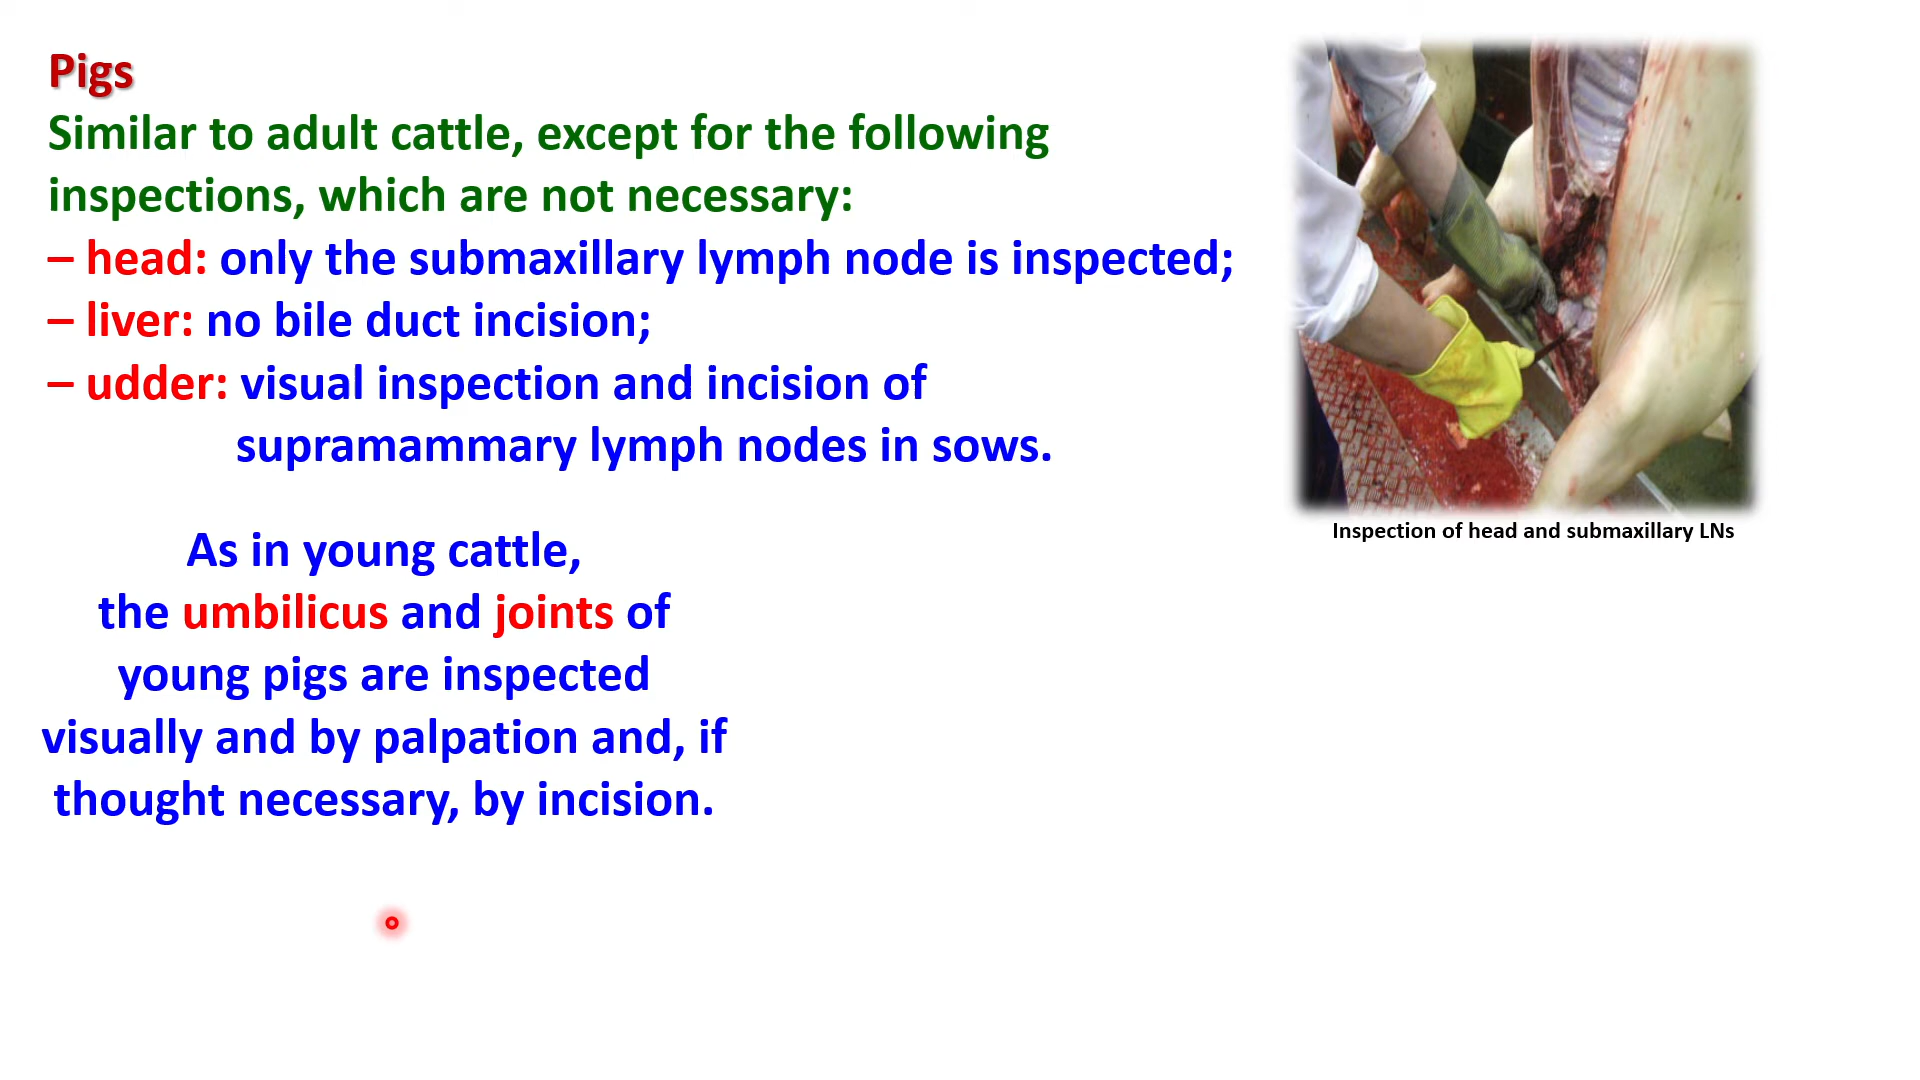 Pigs
Similar to adult cattle, except for the following
inspections, which are not necessary:
– head: only the submaxillary lymph node is inspected;
– liver: no bile duct incision;
– udder: visual inspection and incision of
supramammary lymph nodes in sows.
As in young cattle,
the umbilicus and joints of
young pigs are inspected
visually and by palpation and, if
thought necessary, by incision.
Inspection of head and submaxillary LNs